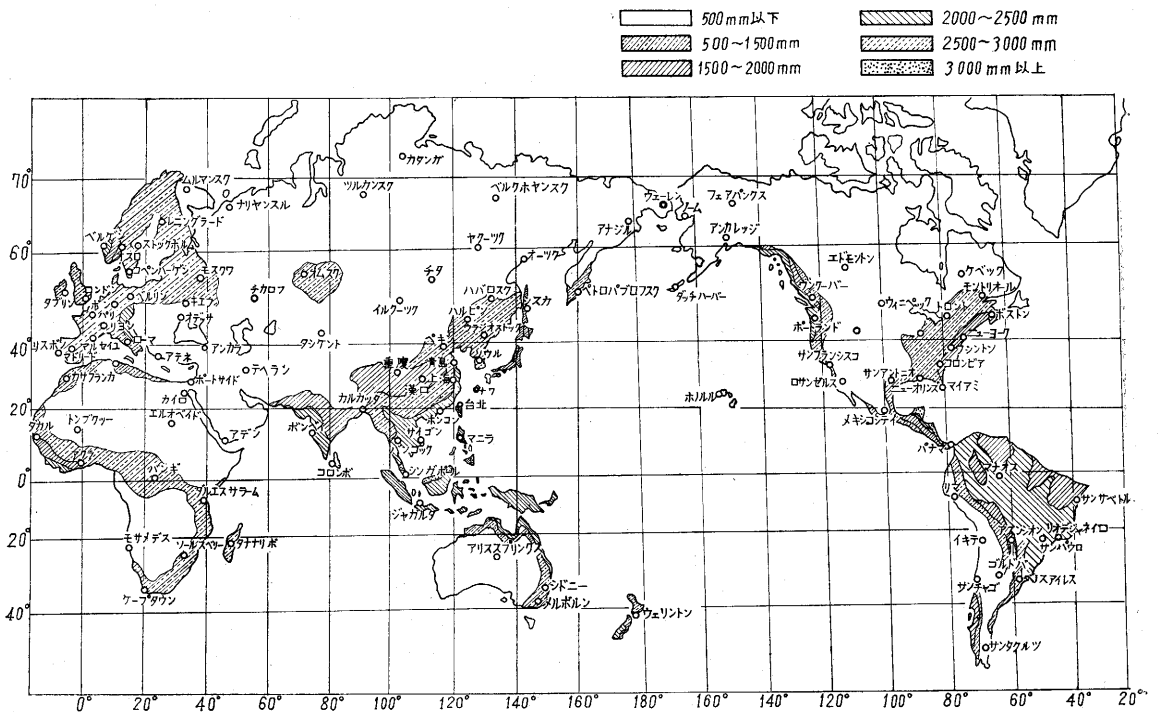 500mm以下
500～1500mm
1500～2000mm
2000～2500mm
2500～3000mm
3000mm以上
カタンガ
70°
ムルマンスク
ツルハンスク
ベルクホヤンスク
ウェーレン
フェアバンクス
ナリヤンスル
ノーム
レニングラード
アナジル
アンカレッジ
ベルゲン
ストックホルム
ヤクーツク
60°
オスロ
オーツク
エドモントン
コペンハーゲン
モスクワ
オムスク
チタ
ケベック
ペトロパブロフスク
ダッチハーバー
ロンドン
ベルリン
チカロフ
ハバロスク
モントリオール
ダブリン
ボン
キエフ
イルクーツク
スカ
ウィニペック
トロント
ボストン
パリ
オデッサ
ハルビン
ポートランド
バンクーバー
リヨン
タシケント
ニューヨーク
リスボン
マルセイユ
ローマ
アンカラ
ワシントン
40°
マドリード
アテネ
ソウル
サンフランシスコ
コロンビア
重慶
青島
テヘラン
カサブランカ
ポートサイド
上海
サンアントニオ
漢口
ロサンゼルス
ニューオリンス
マイアミ
カイロ
カルカッタ
ナワ
ホノルル
20°
エルオベイド
台北
ホンコン
メキシコシテイ
トンブクツー
ダカル
アデン
ボンベ
サイゴン
マニラ
パナマ
コロンボ
シンガポール
マナオス
バンギ
0°
ダルエスサラーム
リマ
サンサベトル
ジャカルタ
モサメデス
リオデジャネイロ
20°
ソールスベリー
タナナリボ
アリススプリングス
イキテ
サンパウロ
ゴルドバ
シドニー
サンチャゴ
ケープタウン
メルボルン
ウェリントン
40°
サンタクルツ
0° 20° 40° 60° 80° 100° 120° 140° 160° 180° 160° 140° 120° 100° 80° 60° 40° 20°